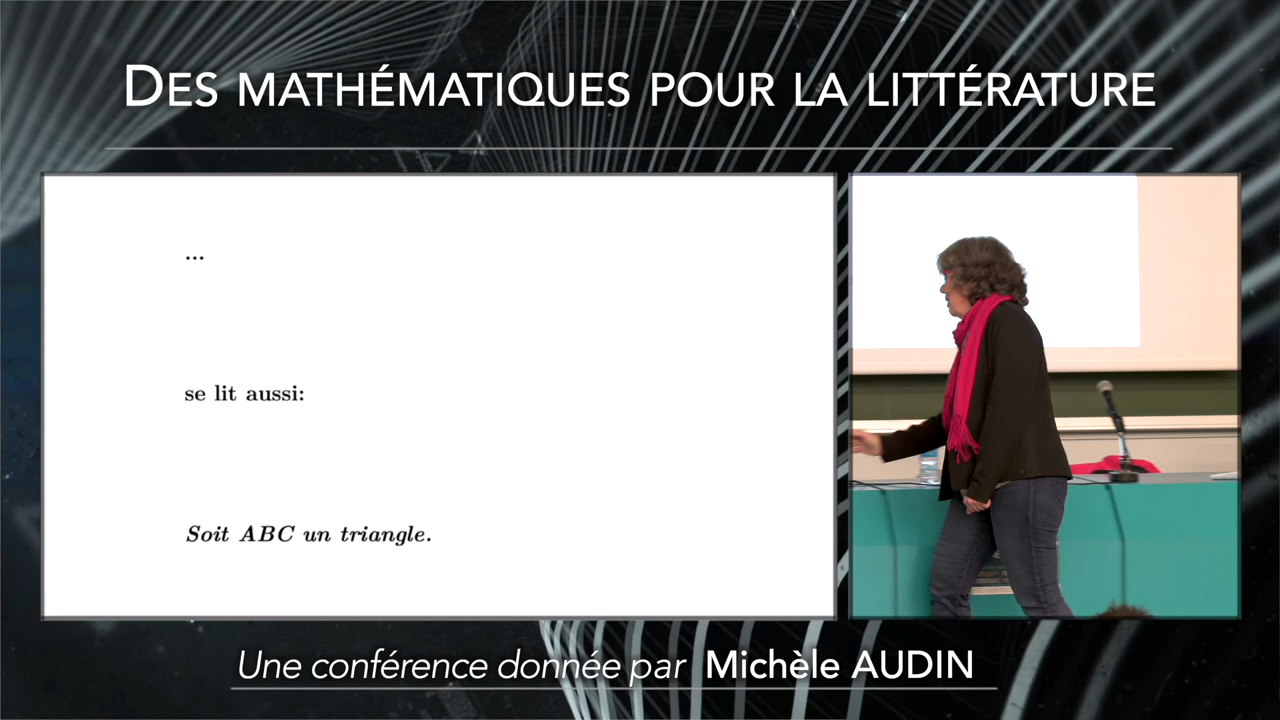 DES MATHÉMATIQUES POUR LA LITTÉRATURE
...
se lit aussi:
Soit ABC un triangle.
Une conférence donnée par Michèle AUDIN